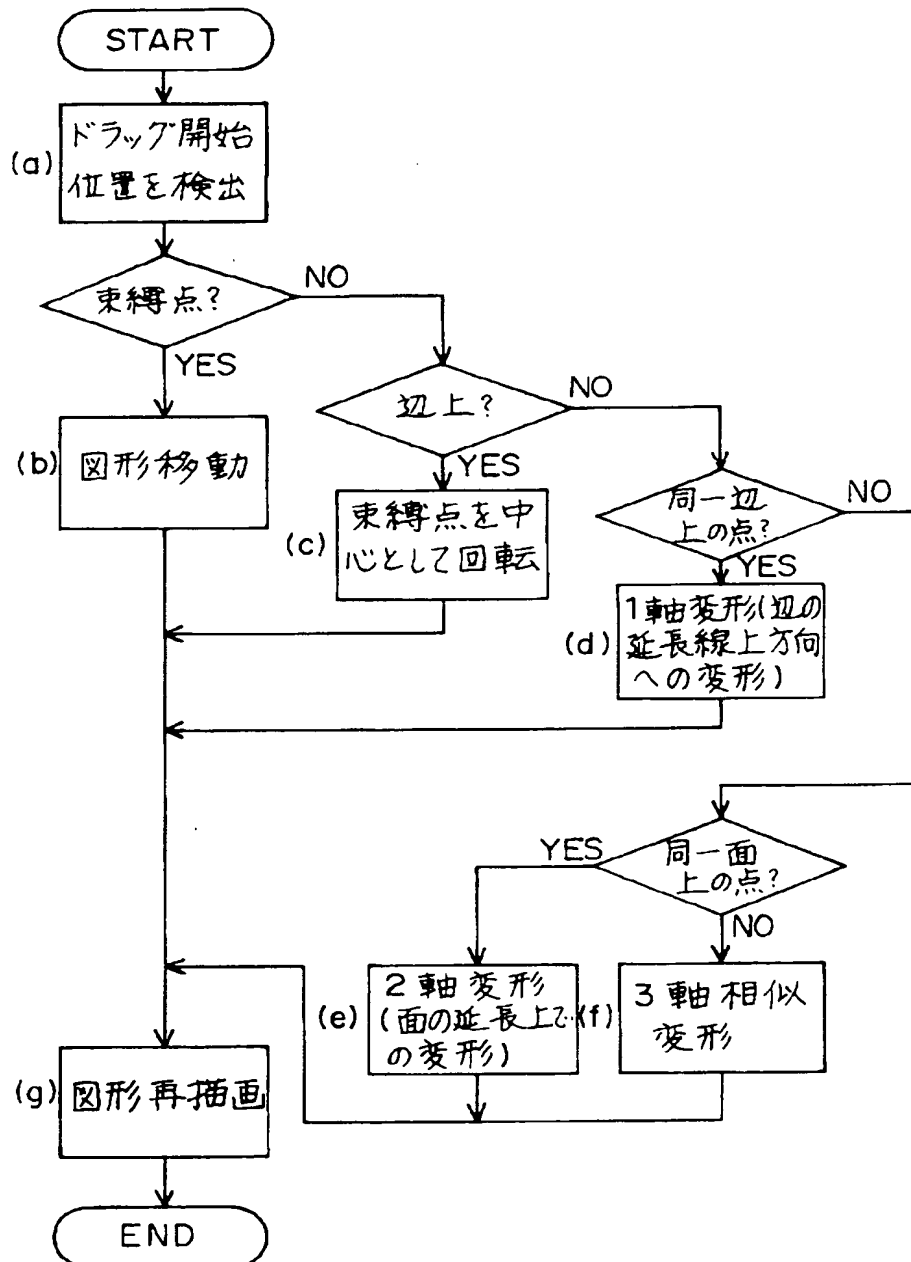 START
(a)
ドラッグ開始
位置を検出
束縛点?
NO
YES
(b)
図形移動
辺上?
NO
YES
(c)
束縛点を中
心として回転
同一辺
上の点?
NO
YES
(d)
1軸変形(辺の
延長線上方向
への変形)
同一面
上の点?
YES
NO
(e)
2軸変形
(面の延長上で
の変形)
(f)
3軸相似
変形
(g)
図形再描画
END